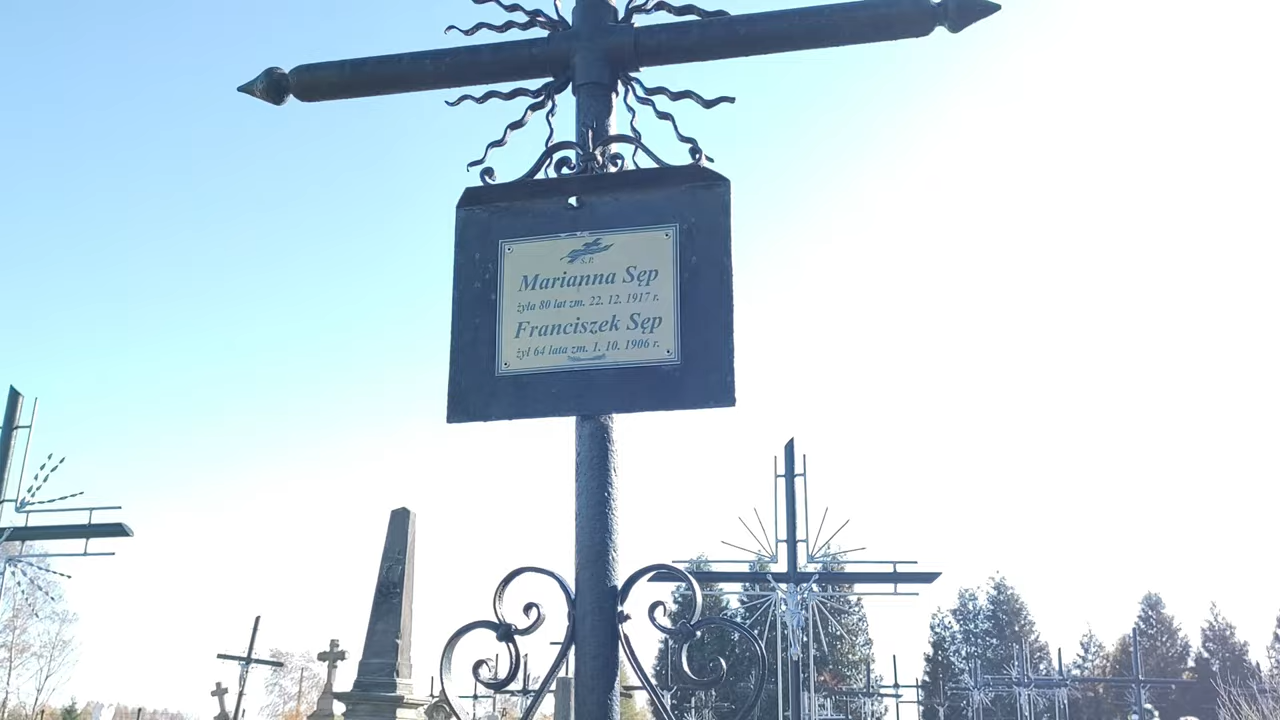 Ś.P.
Marianna Sęp
żyła 80 lat zm. 22. 12. 1917 r.
Franciszek Sęp
żył 64 lata zm. 1. 10. 1906 r.